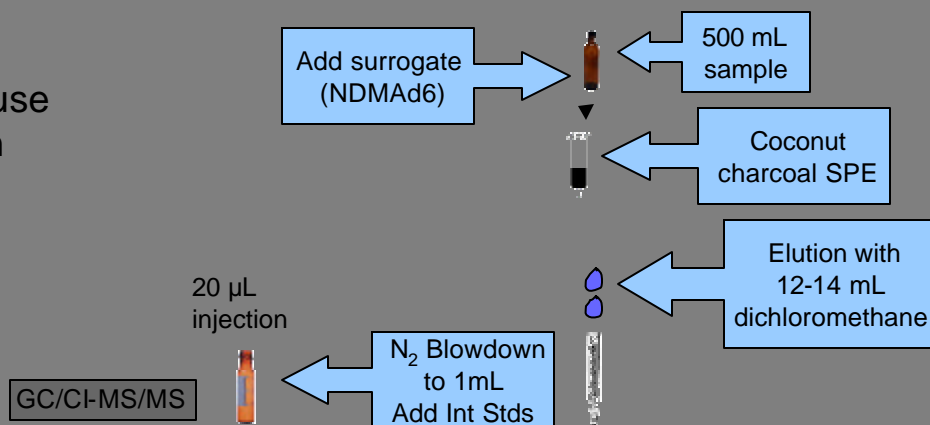 Add surrogate
(NDMAd6)
500 mL
sample
Coconut
charcoal SPE
Elution with
12-14 mL
dichloromethane
20 µL
injection
N₂ Blowdown
to 1mL
Add Int Stds
GC/CI-MS/MS